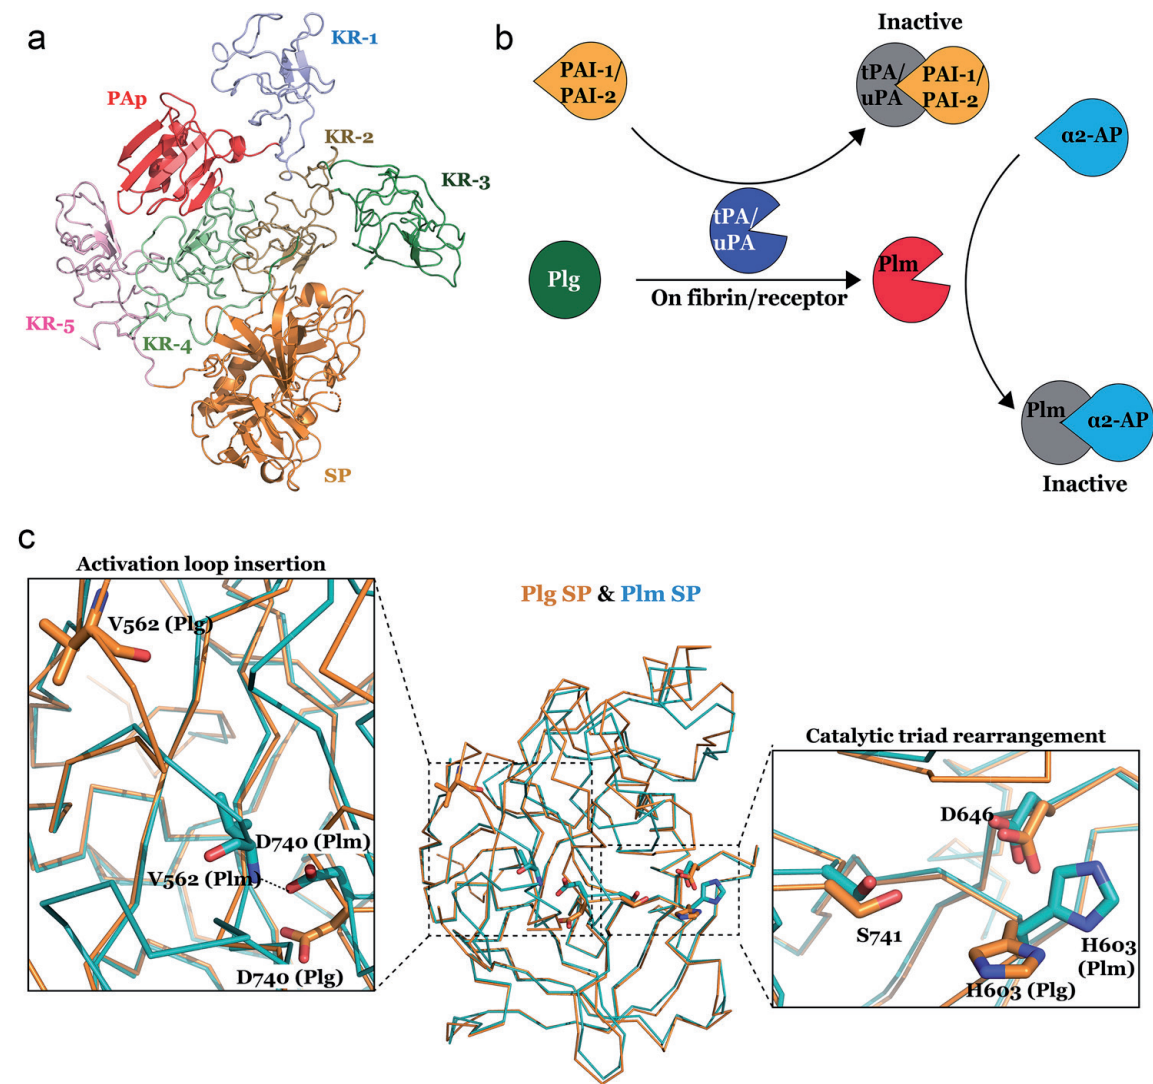 a
KR-1
PAp
KR-2
KR-3
KR-5
KR-4
SP
b
Inactive
PAI-1/
PAI-2
tPA/
uPA
PAI-1/
PAI-2
α2-AP
tPA/
uPA
Plg
Plm
On fibrin/receptor
Plm
α2-AP
Inactive
c
Activation loop insertion
V562 (Plg)
D740 (Plm)
V562 (Plm)
D740 (Plg)
Plg SP & Plm SP
Catalytic triad rearrangement
D646
S741
H603
(Plm)
H603 (Plg)